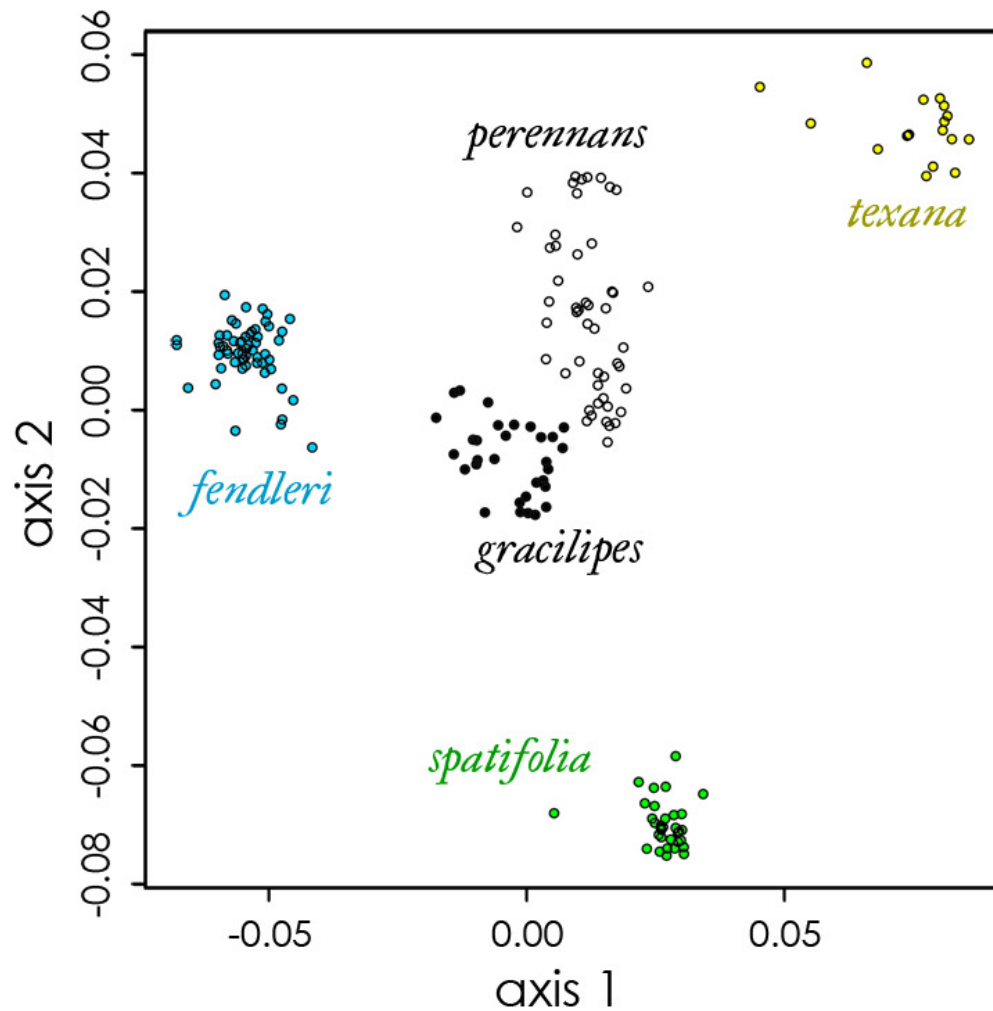 0.06
perennans
0.04
texana
0.02
0.00
axis 2
fendleri
-0.02
gracilipes
-0.04
spatifolia
-0.06
-0.08
-0.05 0.00 0.05
axis 1